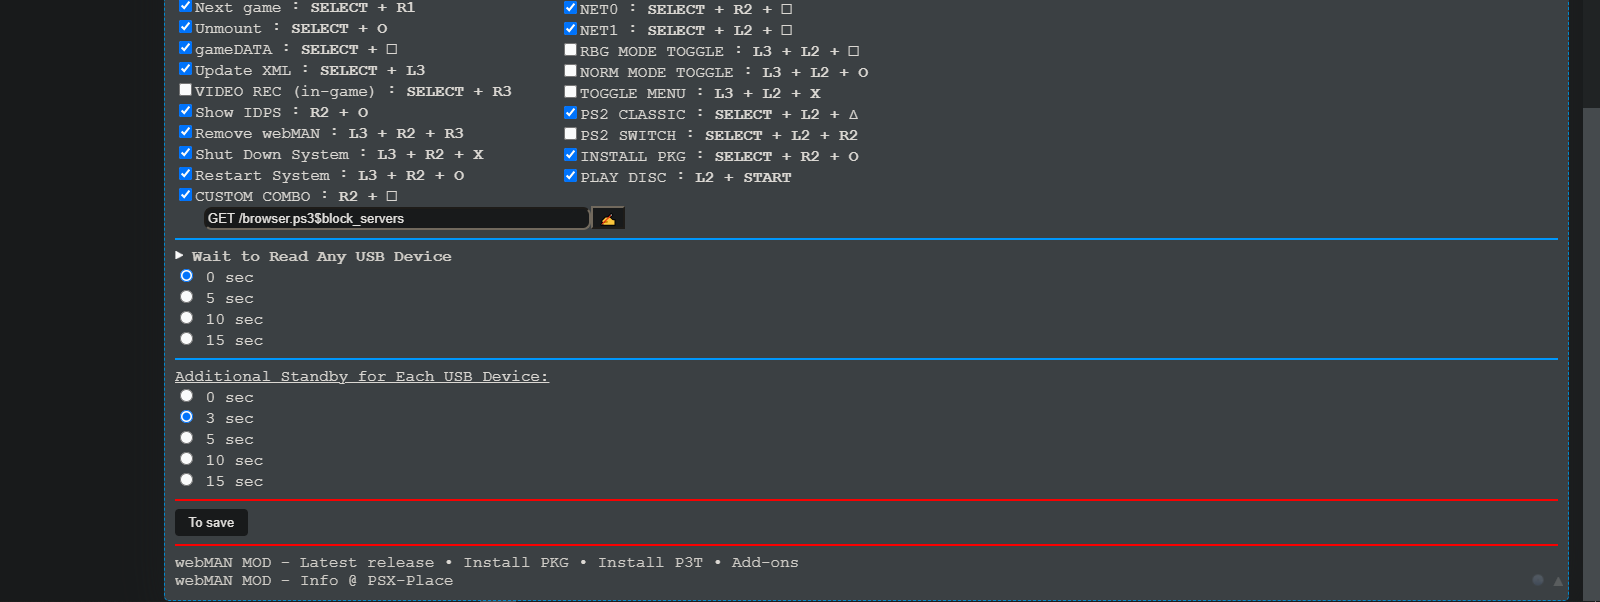 Next game : SELECT + R1
Unmount : SELECT + O
gameDATA : SELECT + □
Update XML : SELECT + L3
VIDEO REC (in-game) : SELECT + R3
Show IDPS : R2 + O
Remove webMAN : L3 + R2 + R3
Shut Down System : L3 + R2 + X
Restart System : L3 + R2 + O
CUSTOM COMBO : R2 + □
GET /browser.ps3$block_servers
NET0 : SELECT + R2 + □
NET1 : SELECT + L2 + □
RBG MODE TOGGLE : L3 + L2 + □
NORM MODE TOGGLE : L3 + L2 + O
TOGGLE MENU : L3 + L2 + X
PS2 CLASSIC : SELECT + L2 + Δ
PS2 SWITCH : SELECT + L2 + R2
INSTALL PKG : SELECT + R2 + O
PLAY DISC : L2 + START
Wait to Read Any USB Device
0 sec
5 sec
10 sec
15 sec
Additional Standby for Each USB Device:
0 sec
3 sec
5 sec
10 sec
15 sec
To save
webMAN MOD - Latest release • Install PKG • Install P3T • Add-ons
webMAN MOD - Info @ PSX-Place